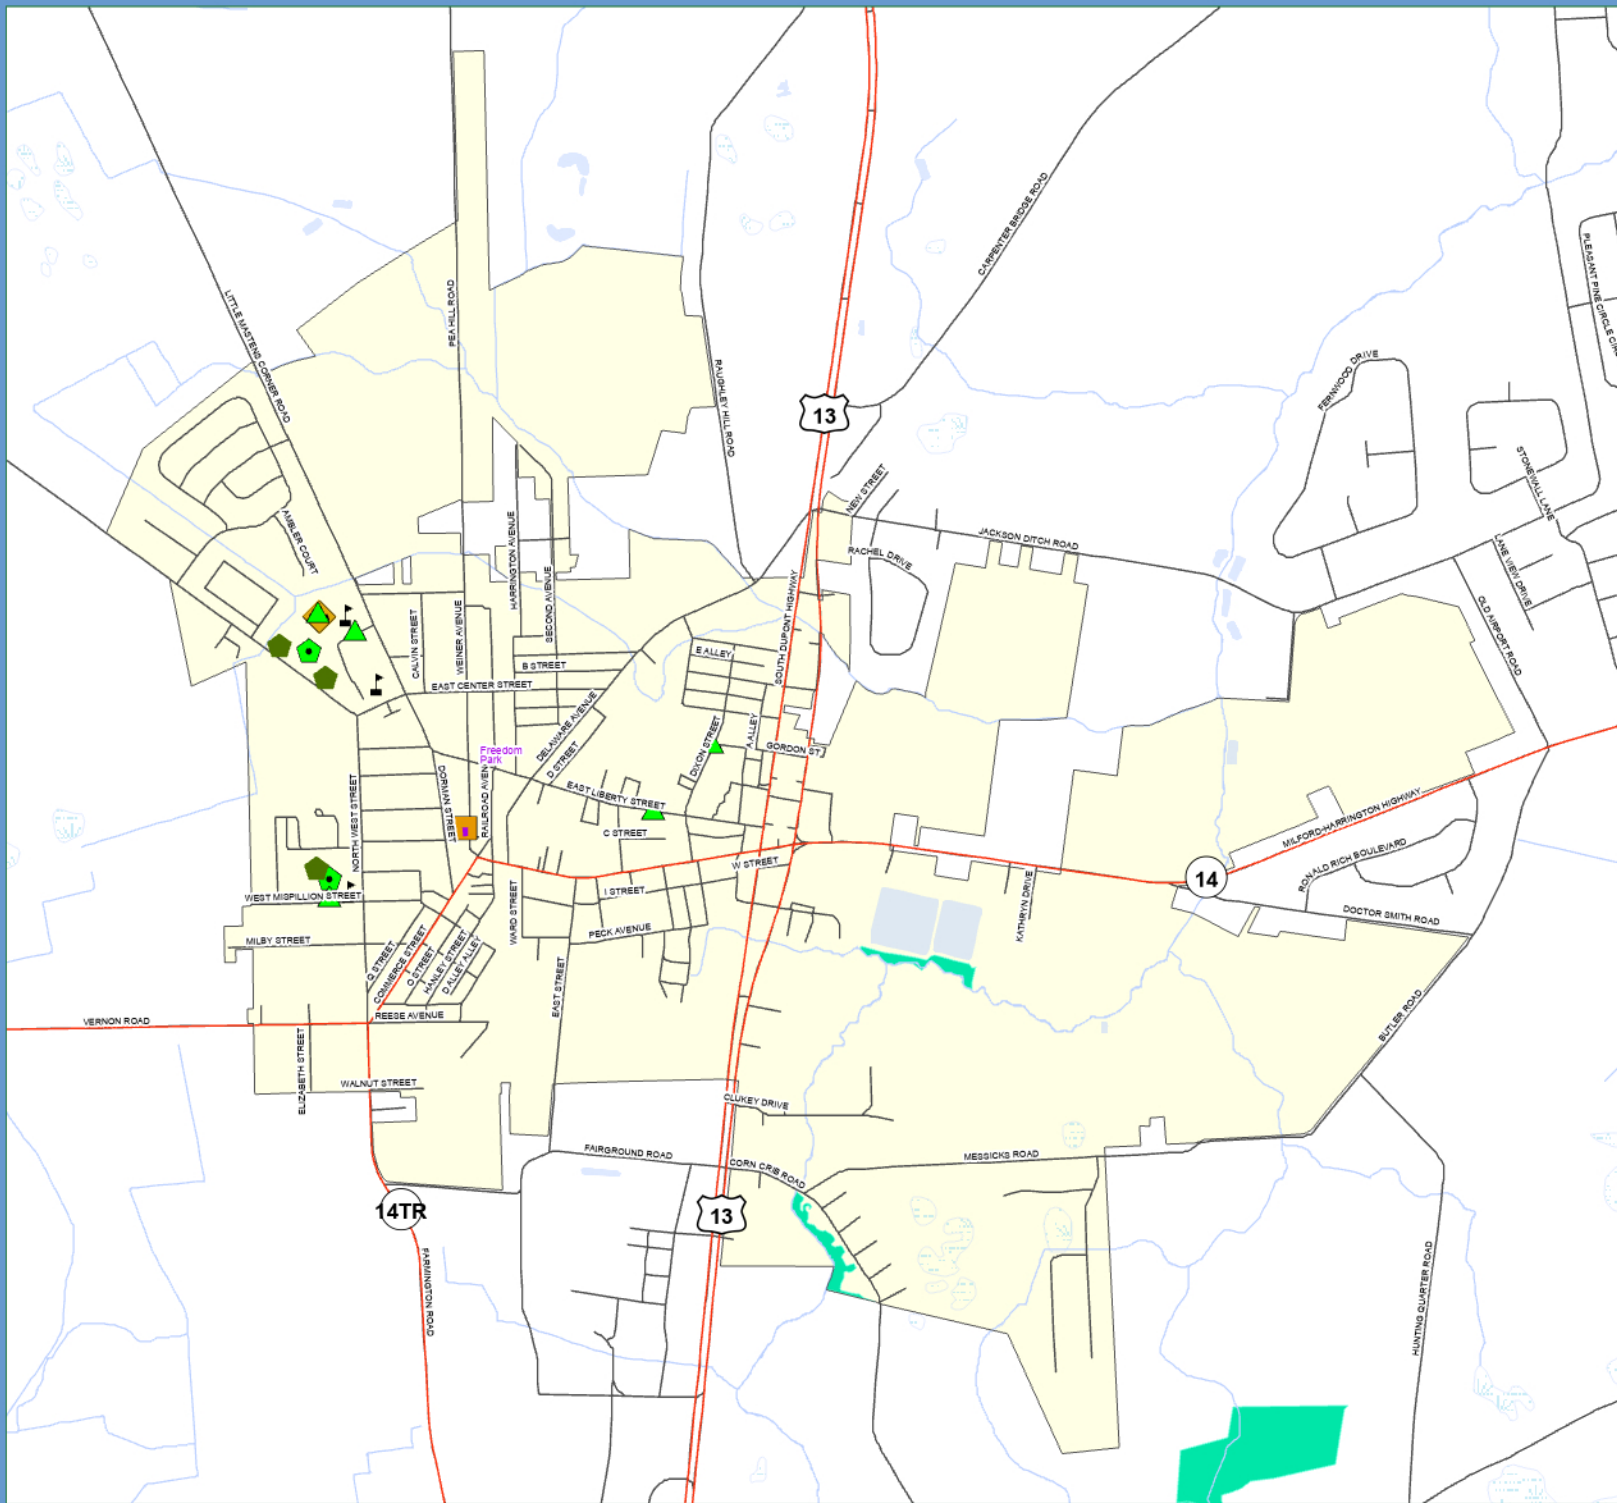 CARPENTER BRIDGE ROAD
PLEASANT PINE CIRCLE
LITTLE MASTENS CORNER ROAD
PEA HILL ROAD
RAUGHLEY HILL ROAD
FERNWOOD DRIVE
13
STONEWALL LANE
NEW STREET
HARRINGTON AVENUE
AMBLER COURT
JACKSON DITCH ROAD
RACHEL DRIVE
LANE VIEW DRIVE
SECOND AVENUE
SOUTH DUPONT HIGHWAY
OLD AIRPORT ROAD
CALVIN STREET
WEINER AVENUE
E ALLEY
B STREET
EAST CENTER STREET
DELAWARE AVENUE
DIXON STREET
A ALLEY
GORDON ST
Freedom
Park
D STREET
DORMAN STREET
RAILROAD AVEN
NORTH WEST STREET
EAST LIBERTY STREET
C STREET
MILFORD-HARRINGTON HIGHWAY
W STREET
RONALD RICH BOULEVARD
14
I STREET
WEST MISPILLION STREET
WARD STREET
KATHRYN DRIVE
DOCTOR SMITH ROAD
PECK AVENUE
MILBY STREET
Q STREET
COMMERCE STREET
O STREET
HANLEY STREET
D ALLEY ALLEY
EAST STREET
REESE AVENUE
VERNON ROAD
BUTLER ROAD
ELIZABETH STREET
WALNUT STREET
CLUKEY DRIVE
FAIRGROUND ROAD
CORN CRIB ROAD
MESSICKS ROAD
14TR
13
FARMINGTON ROAD
HUNTING QUARTER ROAD